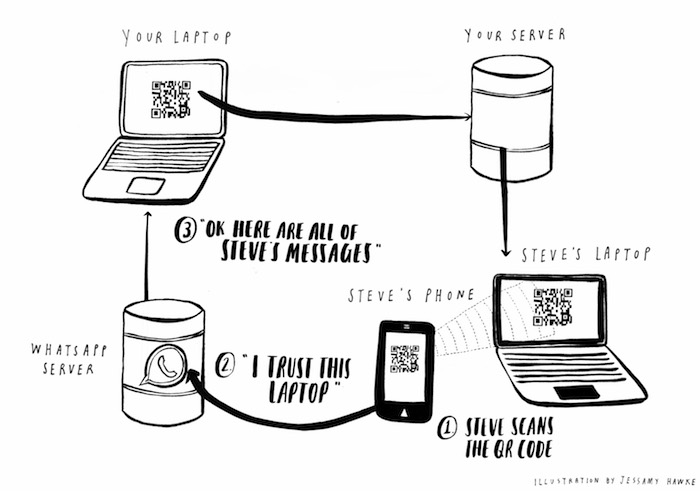 YOUR LAPTOP
YOUR SERVER
③ "OK HERE ARE ALL OF
STEVE'S MESSAGES"
STEVE'S LAPTOP
STEVE'S PHONE
WHATSAPP
SERVER
② "I TRUST THIS
LAPTOP"
① STEVE SCANS
THE QR CODE
ILLUSTRATION BY JESSAMY HAWKE